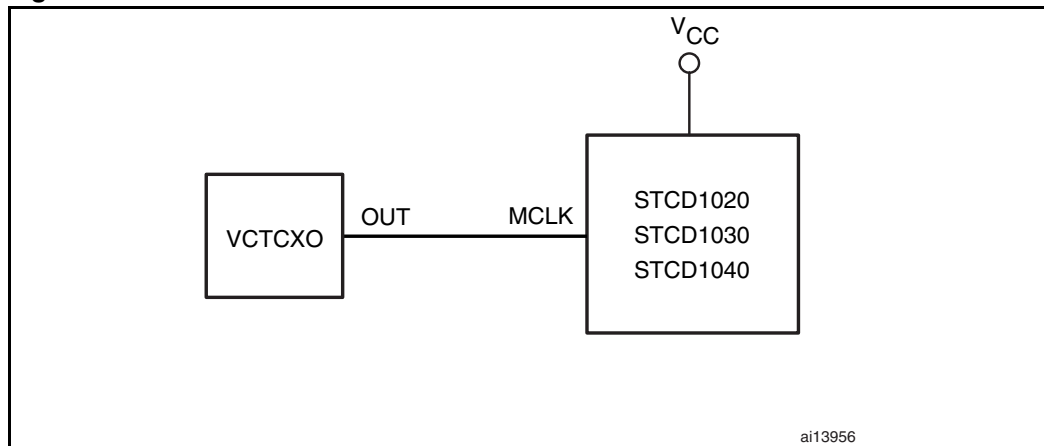 VCC
STCD1020
VCTCXO
OUT
MCLK
STCD1030
STCD1040
ai13956